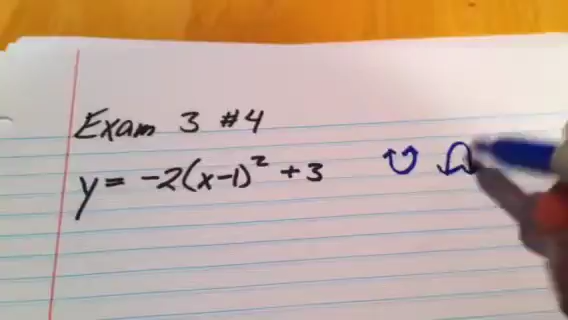 Exam 3 #4
y = -2(x-1)² + 3